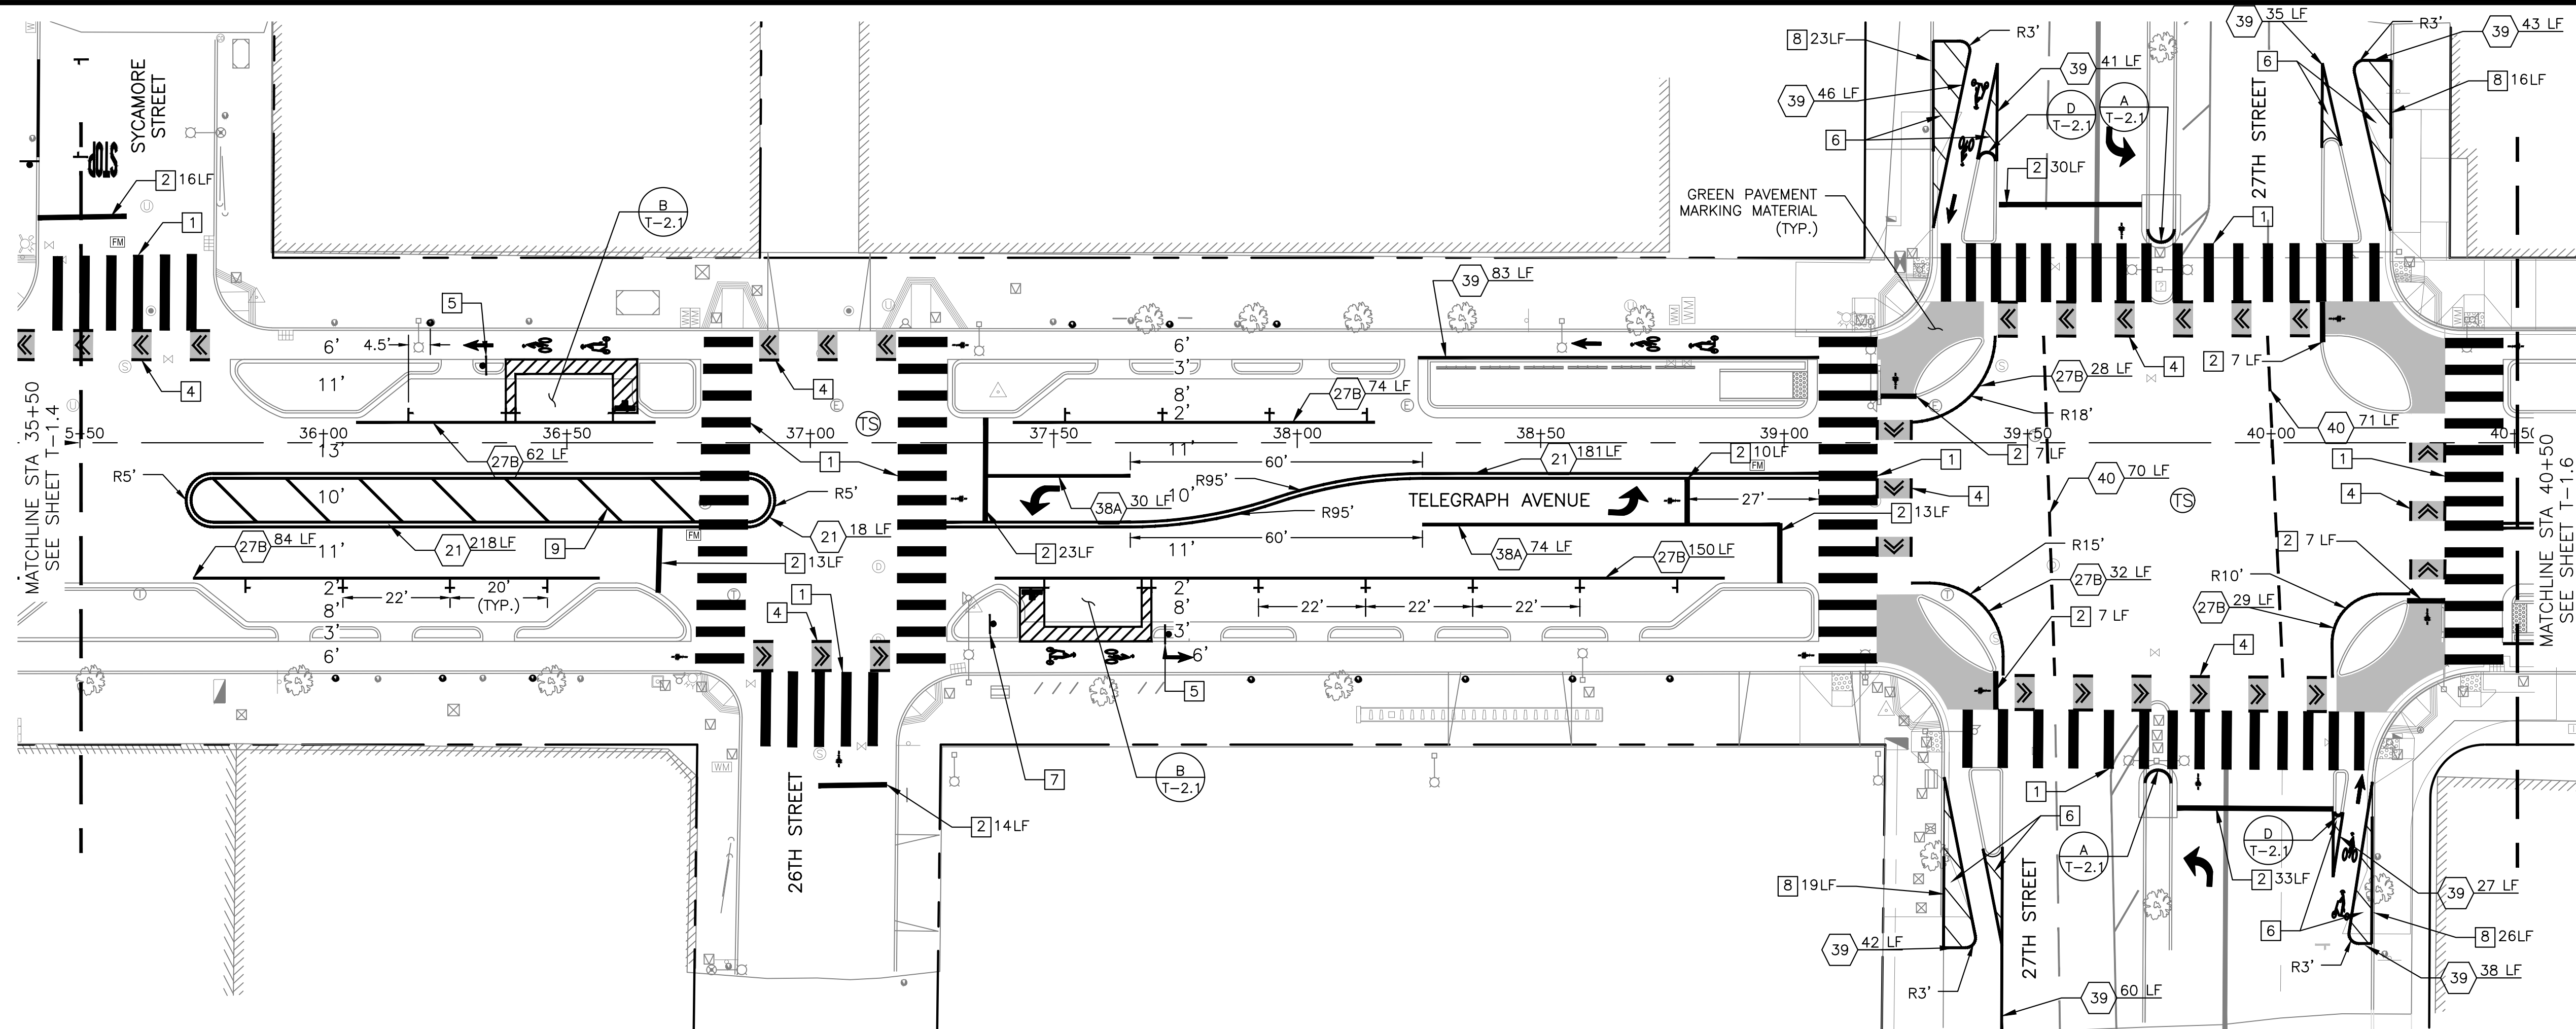 SYCAMORE
STREET
STOP
2 16LF
1
FM
B
T-2.1
5
4.5'
6'
11'
4
MATCHLINE STA 35+50
SEE SHEET T-1.4
5+50
36+00
36+50
37+00
37+50
38+00
38+50
39+00
39+50
40+00
40+50
13'
27B 62 LF
R5'
10'
R5'
21 18 LF
21 218 LF
9
27B 84 LF
11'
2'
22'
20'
(TYP.)
8'
3'
6'
FM
2 13LF
1
4
TS
4
1
26TH STREET
2 14LF
WM
7
5
B
T-2.1
6'
3'
8'
2'
27B 74 LF
39 83 LF
11'
60'
38A 30 LF
10'
R95'
R95'
21 181 LF
2 10LF
FM
TELEGRAPH AVENUE
27'
60'
11'
2 23LF
38A 74 LF
27B 150 LF
2 13LF
2'
8'
3'
6'
22'
22'
22'
8 23LF
R3'
39 46 LF
6
39 41 LF
D
T-2.1
A
T-2.1
2 30LF
GREEN PAVEMENT
MARKING MATERIAL
(TYP.)
39 35 LF
R3'
39 43 LF
6
8 16LF
27TH STREET
1
2 7 LF
4
27B 28 LF
R18'
2 7 LF
40 71 LF
1
4
40 70 LF
TS
R15'
27B 32 LF
2 7 LF
R10'
27B 29 LF
2 7 LF
4
1
4
MATCHLINE STA 40+50
SEE SHEET T-1.6
1
6
A
T-2.1
8 19LF
39 42 LF
R3'
27TH STREET
39 60 LF
2 33LF
D
T-2.1
6
39 27 LF
8 26LF
R3'
39 38 LF